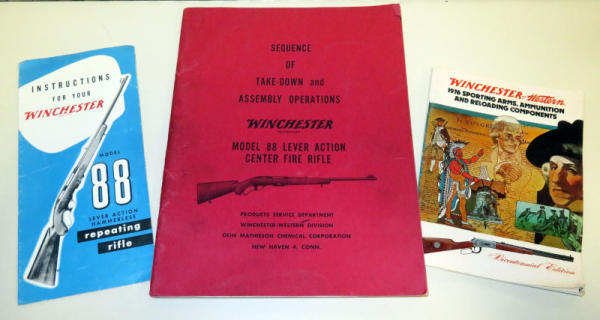 INSTRUCTIONS
FOR YOUR
WINCHESTER
MODEL
88
LEVER ACTION
HAMMERLESS
repeating
rifle
SEQUENCE
OF
TAKE-DOWN and
ASSEMBLY OPERATIONS
WINCHESTER
MODEL 88 LEVER ACTION
CENTER FIRE RIFLE
PRODUCTS SERVICE DEPARTMENT
WINCHESTER-WESTERN DIVISION
OLIN MATHIESON CHEMICAL CORPORATION
NEW HAVEN 4, CONN.
WINCHESTER-Western
1976 SPORTING ARMS, AMMUNITION
AND RELOADING COMPONENTS
Bicentennial Edition